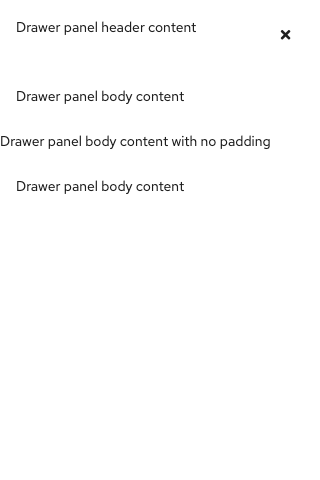 Drawer panel header content
Drawer panel body content
Drawer panel body content with no padding
Drawer panel body content